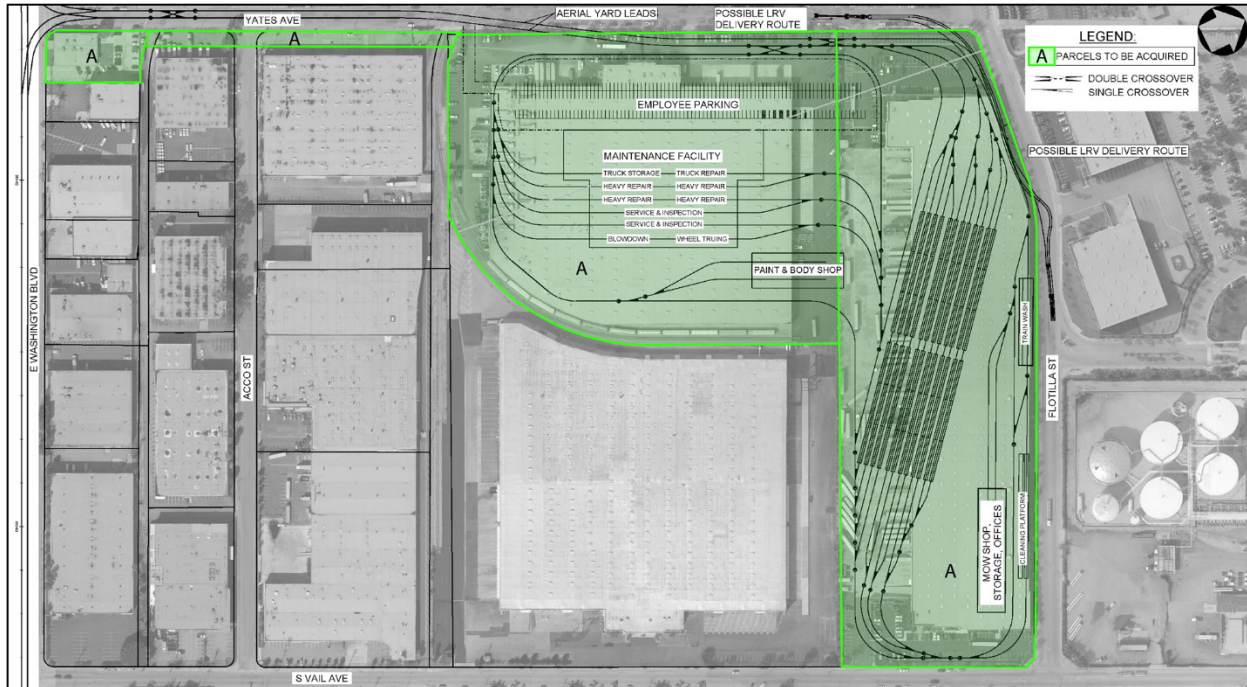 YATES AVE
AERIAL YARD LEADS
POSSIBLE LRV
DELIVERY ROUTE
LEGEND:
A PARCELS TO BE ACQUIRED
DOUBLE CROSSOVER
SINGLE CROSSOVER
A
A
EMPLOYEE PARKING
MAINTENANCE FACILITY
TRUCK STORAGE TRUCK REPAIR
HEAVY REPAIR HEAVY REPAIR
HEAVY REPAIR HEAVY REPAIR
SERVICE & INSPECTION
SERVICE & INSPECTION
BLOWDOWN WHEEL TRUING
A
PAINT & BODY SHOP
POSSIBLE LRV DELIVERY ROUTE
E WASHINGTON BLVD
ACCO ST
TRAIN WASH
FLOTILLA ST
MOW SHOP,
STORAGE, OFFICES
CLEANING PLATFORM
A
S VAIL AVE